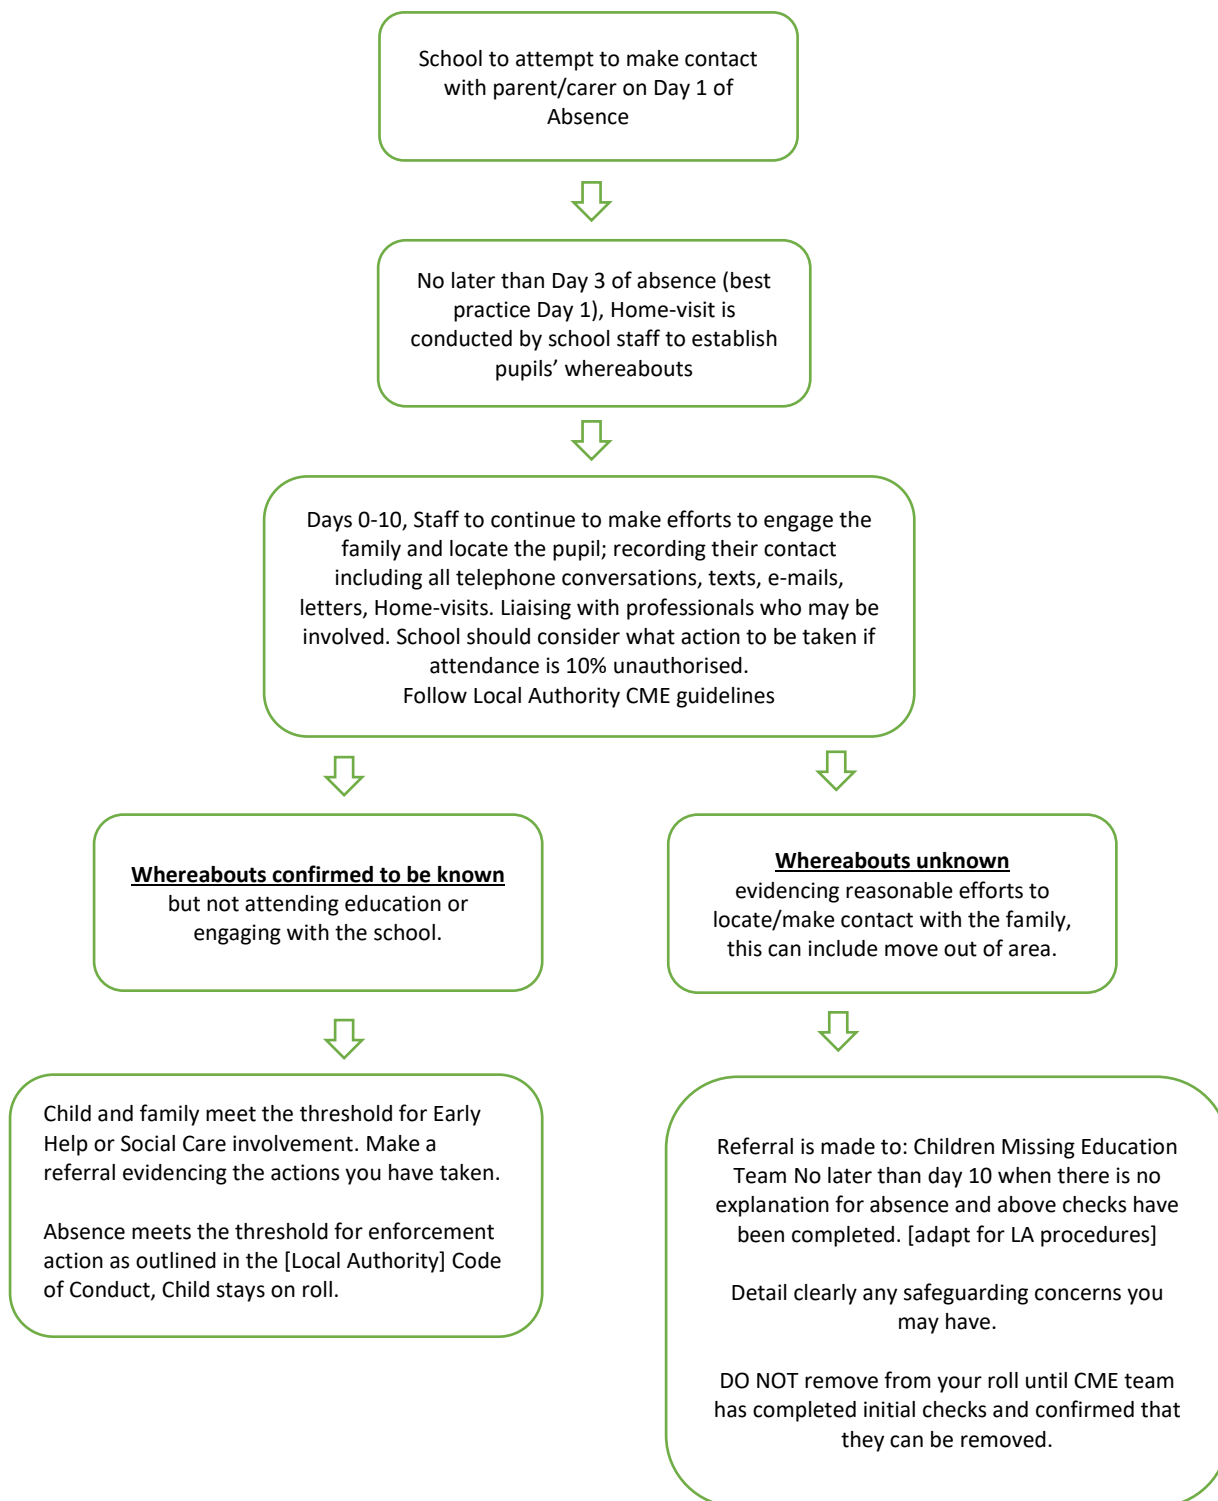 School to attempt to make contact
with parent/carer on Day 1 of
Absence
No later than Day 3 of absence (best
practice Day 1), Home-visit is
conducted by school staff to establish
pupils’ whereabouts
Days 0-10, Staff to continue to make efforts to engage the
family and locate the pupil; recording their contact
including all telephone conversations, texts, e-mails,
letters, Home-visits. Liaising with professionals who may be
involved. School should consider what action to be taken if
attendance is 10% unauthorised.
Follow Local Authority CME guidelines
Whereabouts confirmed to be known
but not attending education or
engaging with the school.
Whereabouts unknown
evidencing reasonable efforts to
locate/make contact with the family,
this can include move out of area.
Child and family meet the threshold for Early
Help or Social Care involvement. Make a
referral evidencing the actions you have taken.
Absence meets the threshold for enforcement
action as outlined in the [Local Authority] Code
of Conduct, Child stays on roll.
Referral is made to: Children Missing Education
Team No later than day 10 when there is no
explanation for absence and above checks have
been completed. [adapt for LA procedures]
Detail clearly any safeguarding concerns you
may have.
DO NOT remove from your roll until CME team
has completed initial checks and confirmed that
they can be removed.